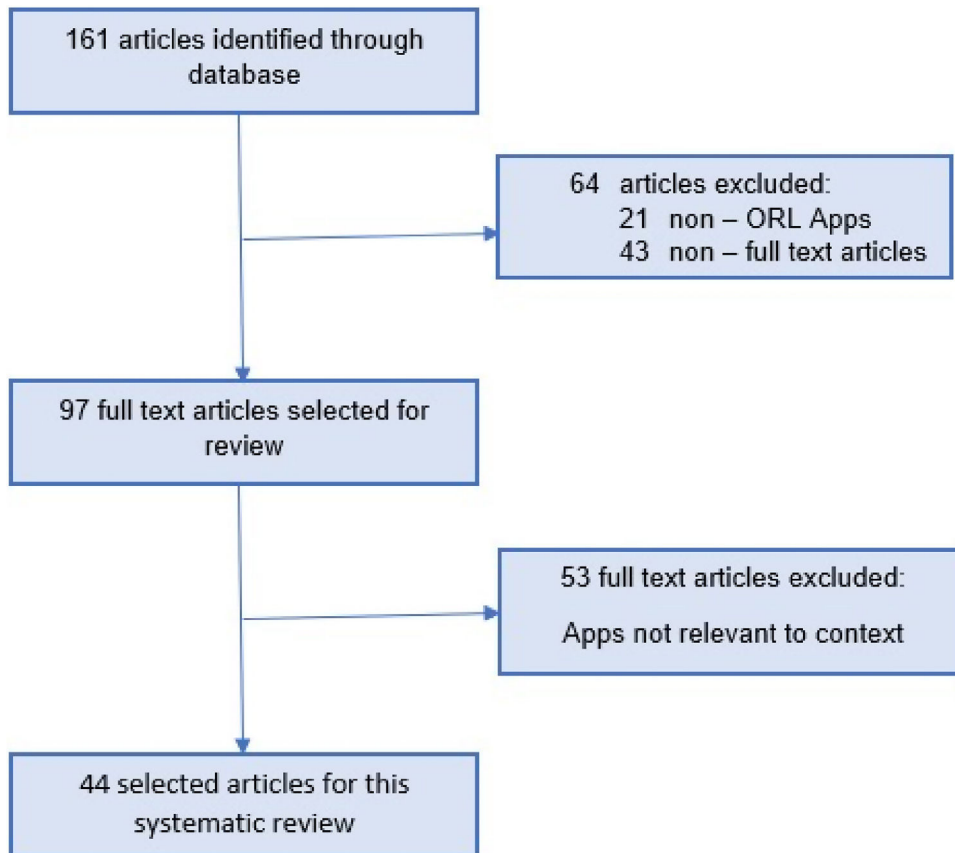 161 articles identified through
database
64 articles excluded:
21 non – ORL Apps
43 non – full text articles
97 full text articles selected for
review
53 full text articles excluded:
Apps not relevant to context
44 selected articles for this
systematic review